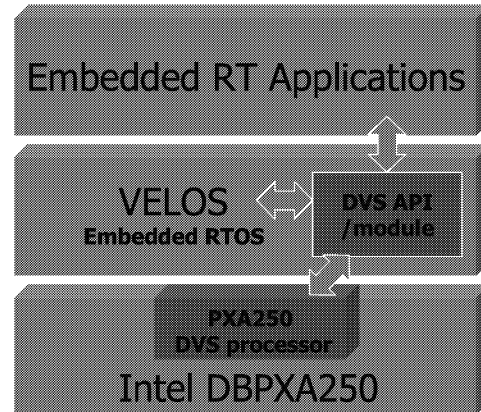 Embedded RT Applications
VELOS
Embedded RTOS
DVS API
/module
PXA250
DVS processor
Intel DBPXA250